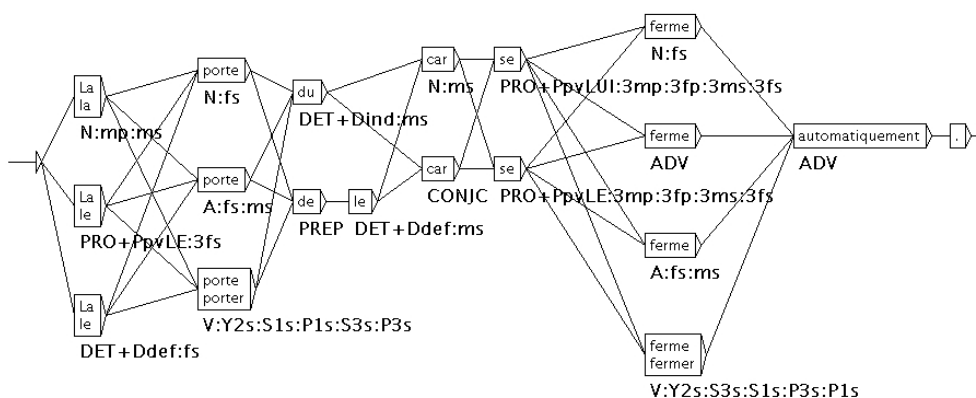 La
la
N:mp:ms
La
le
PRO+PpvLE:3fs
La
le
DET+Ddef:fs
porte
N:fs
porte
A:fs:ms
porte
porter
V:Y2s:S1s:P1s:S3s:P3s
du
DET+Dind:ms
de
PREP
le
DET+Ddef:ms
car
N:ms
car
CONJC
se
PRO+PpvLUI:3mp:3fp:3ms:3fs
se
PRO+PpvLE:3mp:3fp:3ms:3fs
ferme
N:fs
ferme
ADV
ferme
A:fs:ms
ferme
fermer
V:Y2s:S3s:S1s:P3s:P1s
automatiquement
ADV
.